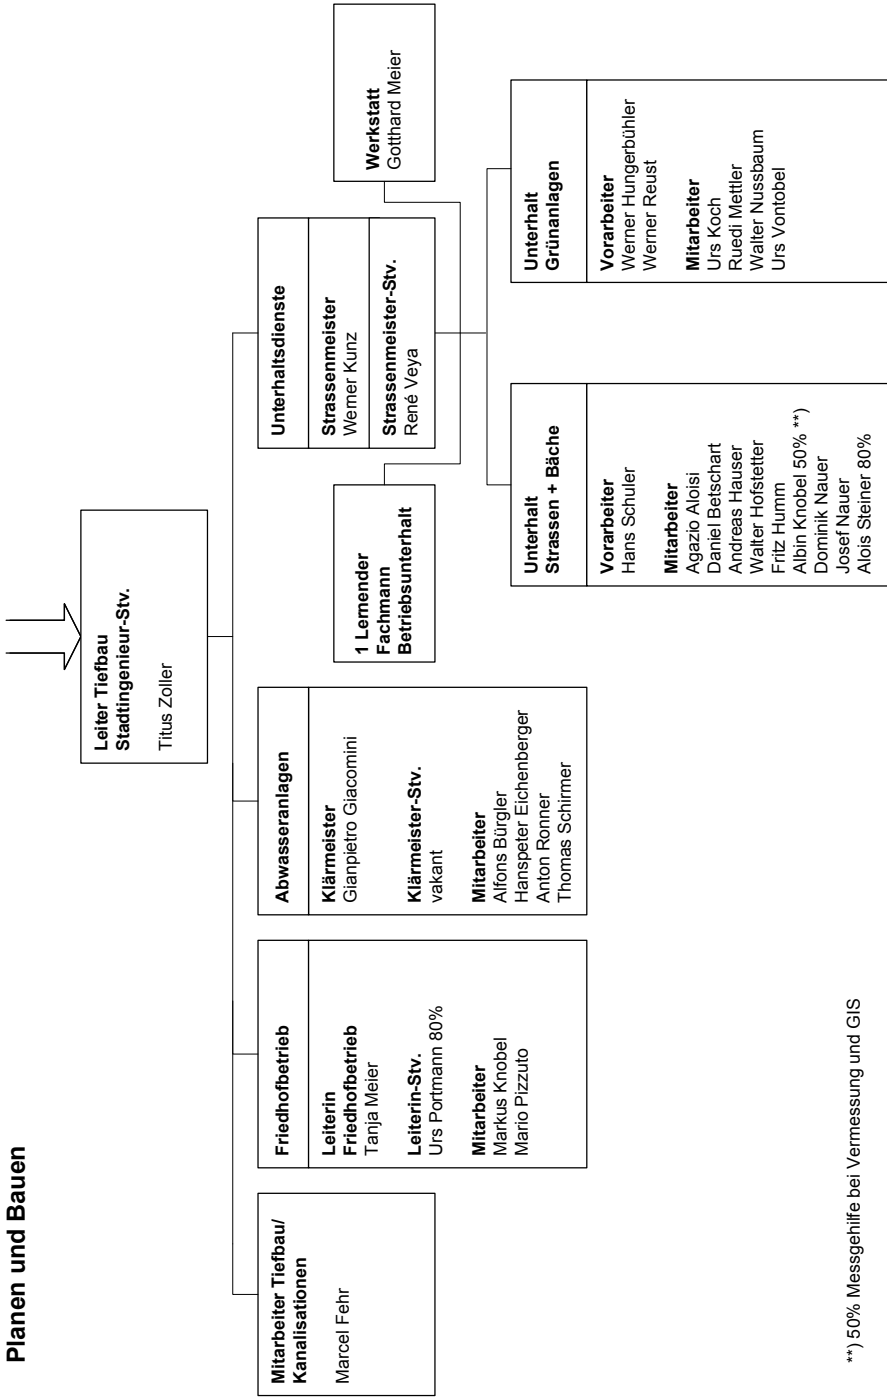 Planen und Bauen
Leiter Tiefbau
Stadtingenieur-Stv.
Titus Zoller
Mitarbeiter Tiefbau/
Kanalisationen
Marcel Fehr
Friedhofbetrieb
Leiterin
Friedhofbetrieb
Tanja Meier
Leiterin-Stv.
Urs Portmann 80%
Mitarbeiter
Markus Knobel
Mario Pizzuto
Abwasseranlagen
Klärmeister
Gianpietro Giacomini
Klärmeister-Stv.
vakant
Mitarbeiter
Alfons Bürgler
Hanspeter Eichenberger
Anton Ronner
Thomas Schirmer
Unterhaltsdienste
Strassenmeister
Werner Kunz
Strassenmeister-Stv.
René Veya
1 Lernender
Fachmann
Betriebsunterhalt
Werkstatt
Gotthard Meier
Unterhalt
Strassen + Bäche
Vorarbeiter
Hans Schuler
Mitarbeiter
Agazio Aloisi
Daniel Betschart
Andreas Hauser
Walter Hofstetter
Fritz Humm
Albin Knobel 50% **)
Dominik Nauer
Josef Nauer
Alois Steiner 80%
Unterhalt
Grünanlagen
Vorarbeiter
Werner Hungerbühler
Werner Reust
Mitarbeiter
Urs Koch
Ruedi Mettler
Walter Nussbaum
Urs Vontobel
**) 50% Messgehilfe bei Vermessung und GIS